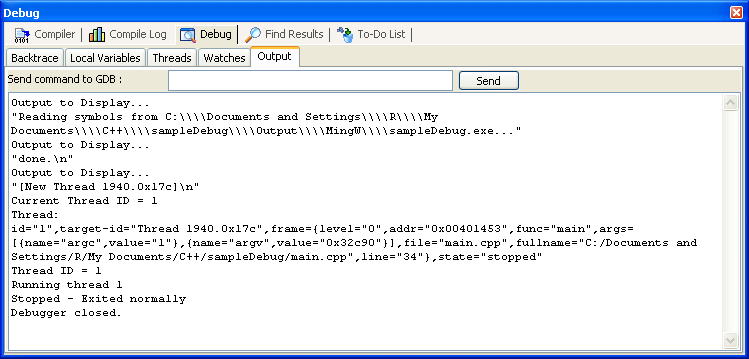 Debug
Compiler Compile Log Debug Find Results To-Do List
Backtrace Local Variables Threads Watches Output
Send command to GDB : Send
Output to Display...
"Reading symbols from C:\\\\Documents and Settings\\\\R\\\\My
Documents\\\\C++\\\\sampleDebug\\\\Output\\\\MingW\\\\sampleDebug.exe..."
Output to Display...
"done.\n"
Output to Display...
"[New Thread 1940.0x17c]\n"
Current Thread ID = 1
Thread:
id="1",target-id="Thread 1940.0x17c",frame={level="0",addr="0x00401453",func="main",args=
[{name="argc",value="1"},{name="argv",value="0x32c90"}],file="main.cpp",fullname="C:/Documents and
Settings/R/My Documents/C++/sampleDebug/main.cpp",line="34"},state="stopped"
Thread ID = 1
Running thread 1
Stopped - Exited normally
Debugger closed.